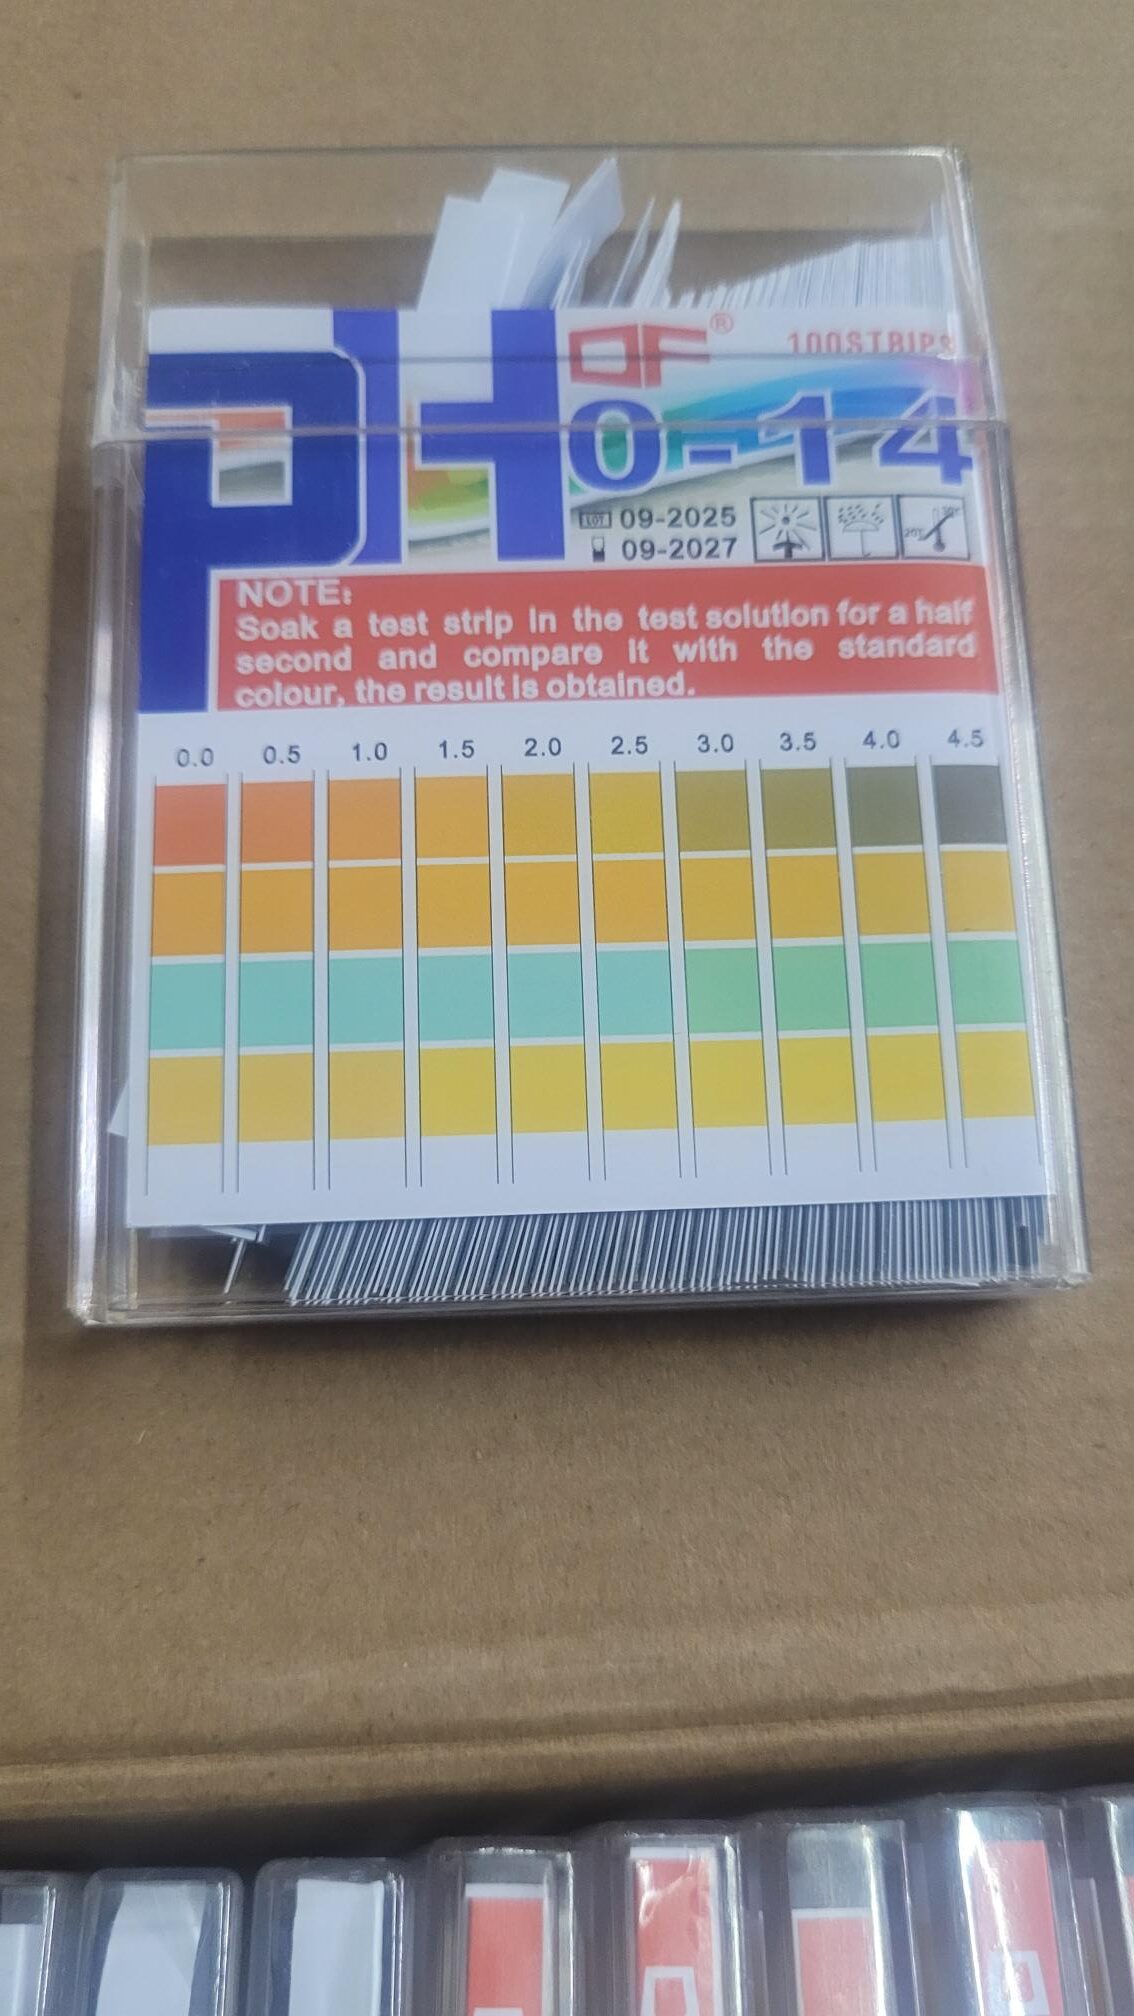 pH
OF®
100STRIPS
0-14
LOT 09-2025
09-2027
NOTE:
Soak a test strip in the test solution for a half
second and compare it with the standard
colour, the result is obtained.
0.0 0.5 1.0 1.5 2.0 2.5 3.0 3.5 4.0 4.5